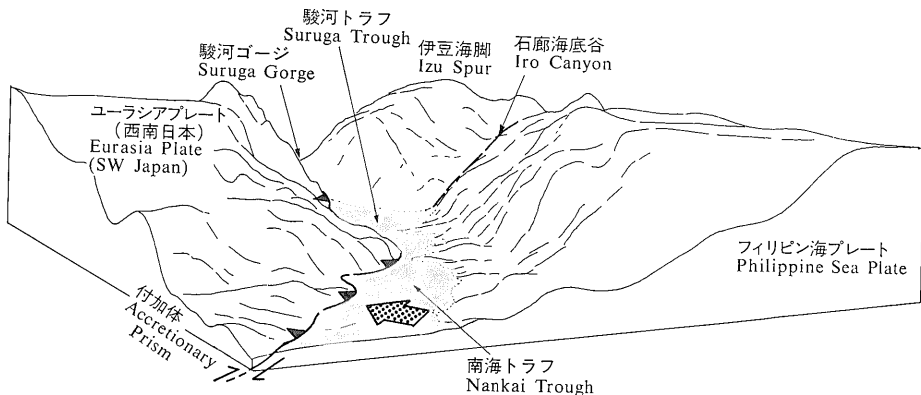 駿河トラフ
Suruga Trough
駿河ゴージ
Suruga Gorge
伊豆海脚
Izu Spur
石廊海底谷
Iro Canyon
ユーラシアプレート
(西南日本)
Eurasia Plate
(SW Japan)
フィリピン海プレート
Philippine Sea Plate
付加体
Accretionary
Prism
南海トラフ
Nankai Trough